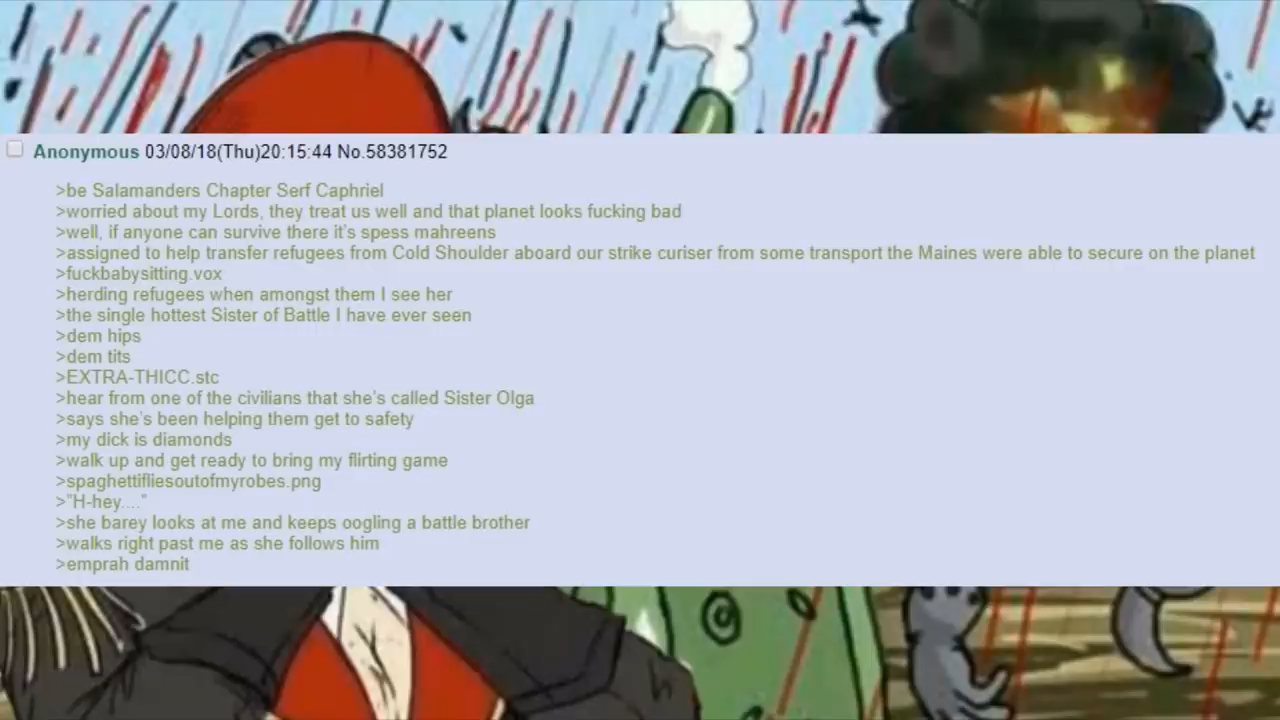 Anonymous 03/08/18(Thu)20:15:44 No.58381752
>be Salamanders Chapter Serf Caphriel
>worried about my Lords, they treat us well and that planet looks fucking bad
>well, if anyone can survive there it's spess mahreens
>assigned to help transfer refugees from Cold Shoulder aboard our strike curiser from some transport the Maines were able to secure on the planet
>fuckbabysitting.vox
>herding refugees when amongst them I see her
>the single hottest Sister of Battle I have ever seen
>dem hips
>dem tits
>EXTRA-THICC.stc
>hear from one of the civilians that she's called Sister Olga
>says she's been helping them get to safety
>my dick is diamonds
>walk up and get ready to bring my flirting game
>spaghettifliesoutofmyrobes.png
>"H-hey...."
>she barey looks at me and keeps oogling a battle brother
>walks right past me as she follows him
>emprah damnit